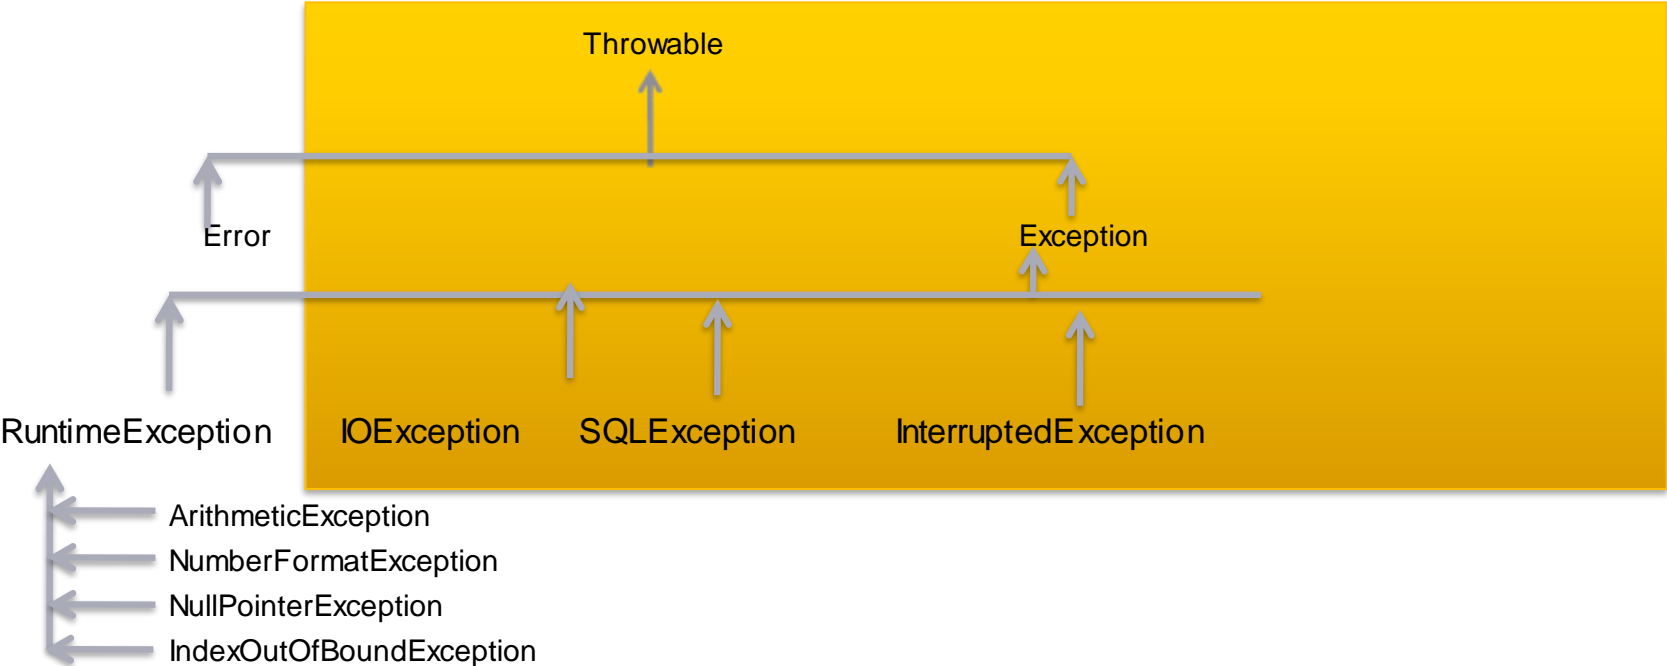 Throwable
Error Exception
RuntimeException IOException SQLException InterruptedException
ArithmeticException
NumberFormatException
NullPointerException
IndexOutOfBoundException